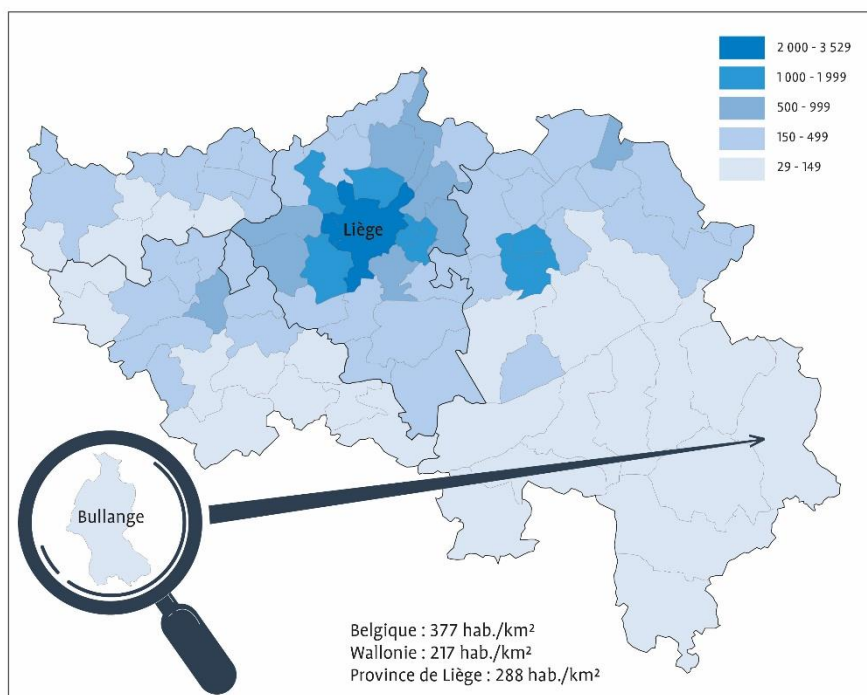 2 000 - 3 529
1 000 - 1 999
500 - 999
150 - 499
29 - 149
Liège
Bullange
Belgique : 377 hab./km²
Wallonie : 217 hab./km²
Province de Liège : 288 hab./km²